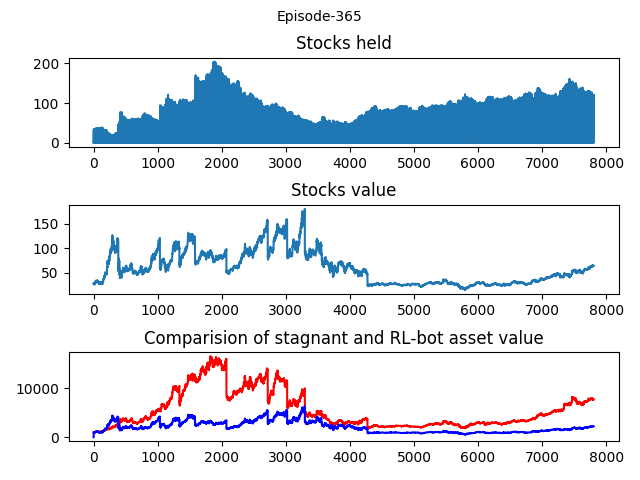 Episode-365
Stocks held
200
100
0
0 1000 2000 3000 4000 5000 6000 7000 8000
Stocks value
150
100
50
0 1000 2000 3000 4000 5000 6000 7000 8000
Comparision of stagnant and RL-bot asset value
10000
0
0 1000 2000 3000 4000 5000 6000 7000 8000